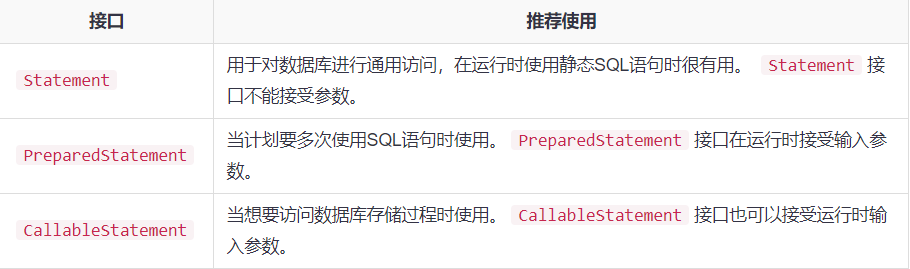 接口 推荐使用
Statement 用于对数据库进行通用访问，在运行时使用静态SQL语句时很有用。 Statement 接
口不能接受参数。
PreparedStatement 当计划要多次使用SQL语句时使用。 PreparedStatement 接口在运行时接受输入参
数。
CallableStatement 当想要访问数据库存储过程时使用。 CallableStatement 接口也可以接受运行时输
入参数。